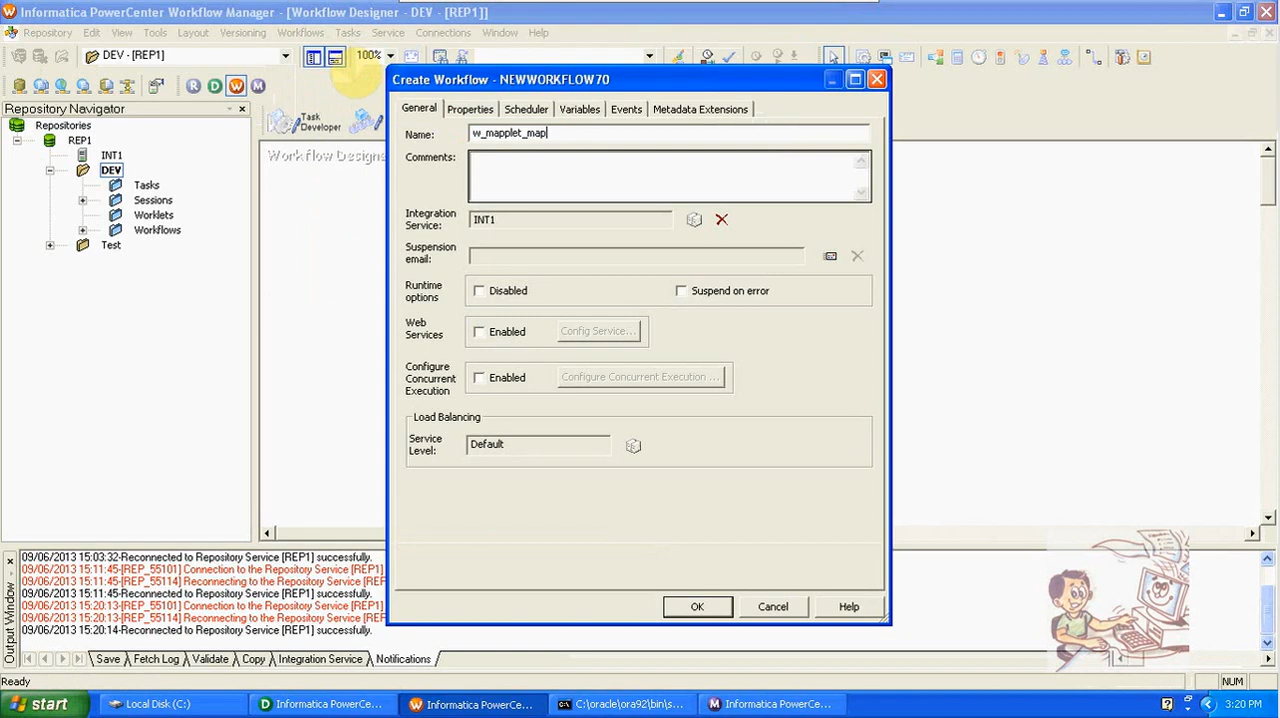 Informatica PowerCenter Workflow Manager - [Workflow Designer - DEV - [REP1]]
Repository Edit View Tools Layout Versioning Workflows Tasks Service Connections Window Help
DEV - [REP1] 100%
R D W M
Repository Navigator
Repositories
REP1
INT1
DEV
Tasks
Sessions
Worklets
Workflows
Test
Task Developer
Workflow Designer
Create Workflow - NEWWORKFLOW70
General Properties Scheduler Variables Events Metadata Extensions
Name: w_mapplet_map
Comments:
Integration Service: INT1
Suspension email:
Runtime options Disabled Suspend on error
Web Services Enabled Config Service...
Configure Concurrent Execution Enabled Configure Concurrent Execution ...
Load Balancing
Service Level: Default
OK Cancel Help
Output Window
09/06/2013 15:03:32-Reconnected to Repository Service [REP1] successfully.
09/06/2013 15:11:45-[REP_55101] Connection to the Repository Service [REP1]
09/06/2013 15:11:45-[REP_55114] Reconnecting to the Repository Service [REP
09/06/2013 15:11:45-Reconnected to Repository Service [REP1] successfully.
09/06/2013 15:20:13-[REP_55101] Connection to the Repository Service [REP1]
09/06/2013 15:20:13-[REP_55114] Reconnecting to the Repository Service [REP
09/06/2013 15:20:14-Reconnected to Repository Service [REP1] successfully.
Save Fetch Log Validate Copy Integration Service Notifications
Ready NUM
start Local Disk (C:) Informatica PowerCe... Informatica PowerCe... C:\oracle\ora92\bin\s... Informatica PowerCe... 3:20 PM